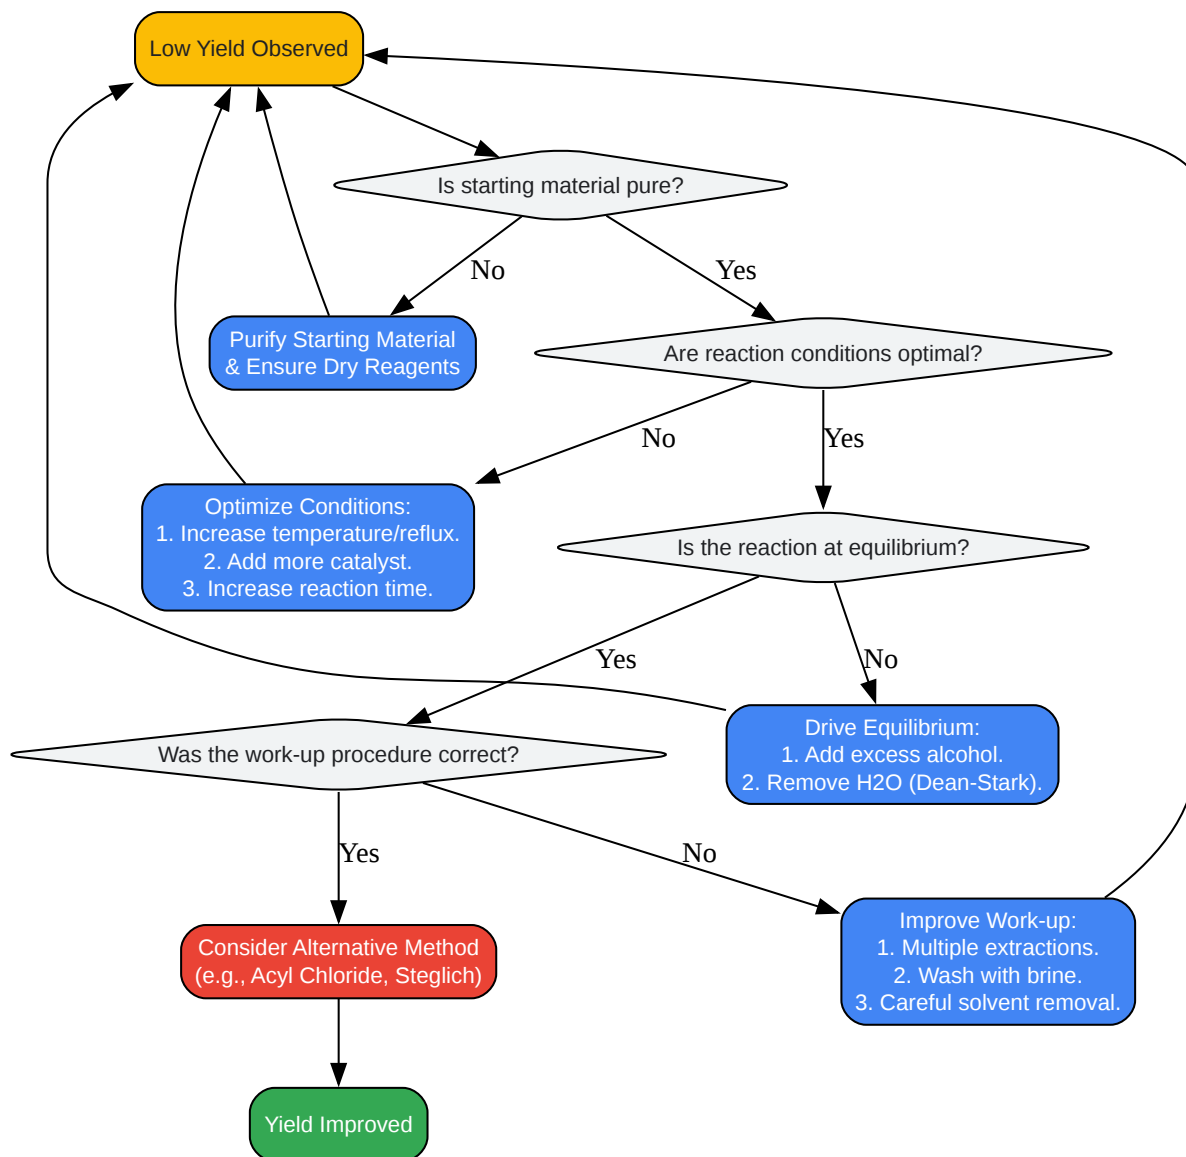 Low Yield Observed
Is starting material pure?
No
Yes
Purify Starting Material
& Ensure Dry Reagents
Are reaction conditions optimal?
No
Yes
Optimize Conditions:
1. Increase temperature/reflux.
2. Add more catalyst.
3. Increase reaction time.
Is the reaction at equilibrium?
Yes
No
Drive Equilibrium:
1. Add excess alcohol.
2. Remove H2O (Dean-Stark).
Was the work-up procedure correct?
Yes
No
Improve Work-up:
1. Multiple extractions.
2. Wash with brine.
3. Careful solvent removal.
Consider Alternative Method
(e.g., Acyl Chloride, Steglich)
Yield Improved